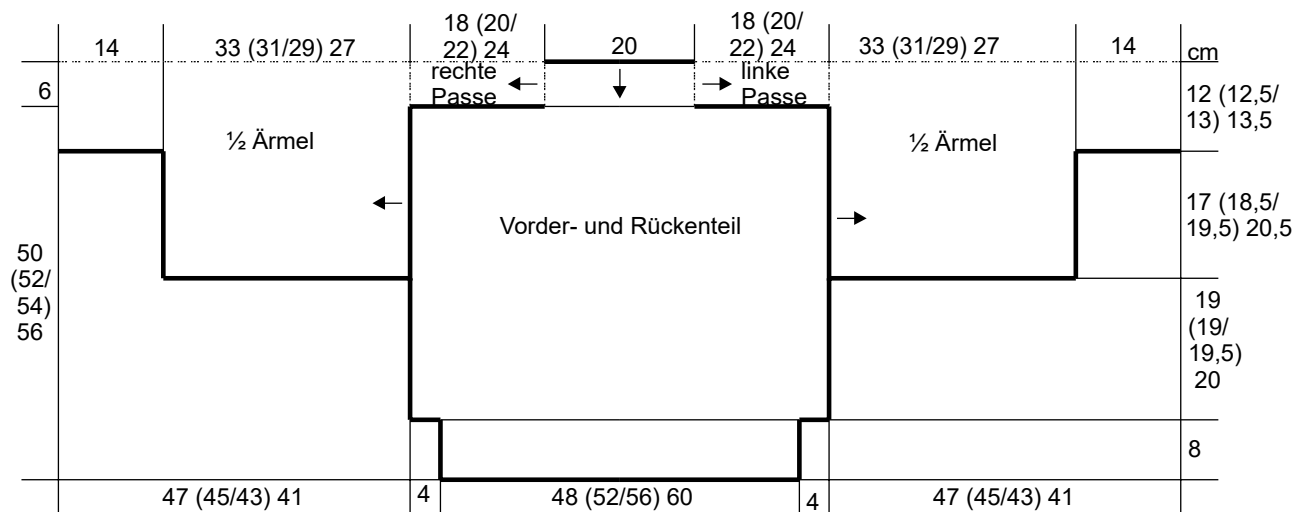 14
33 (31/29) 27
18 (20/
22) 24
20
18 (20/
22) 24
33 (31/29) 27
14
cm
rechte
Passe
linke
Passe
6
12 (12,5/
13) 13,5
½ Ärmel
½ Ärmel
17 (18,5/
19,5) 20,5
Vorder- und Rückenteil
50
(52/
54)
56
19
(19/
19,5)
20
8
47 (45/43) 41
4
48 (52/56) 60
4
47 (45/43) 41